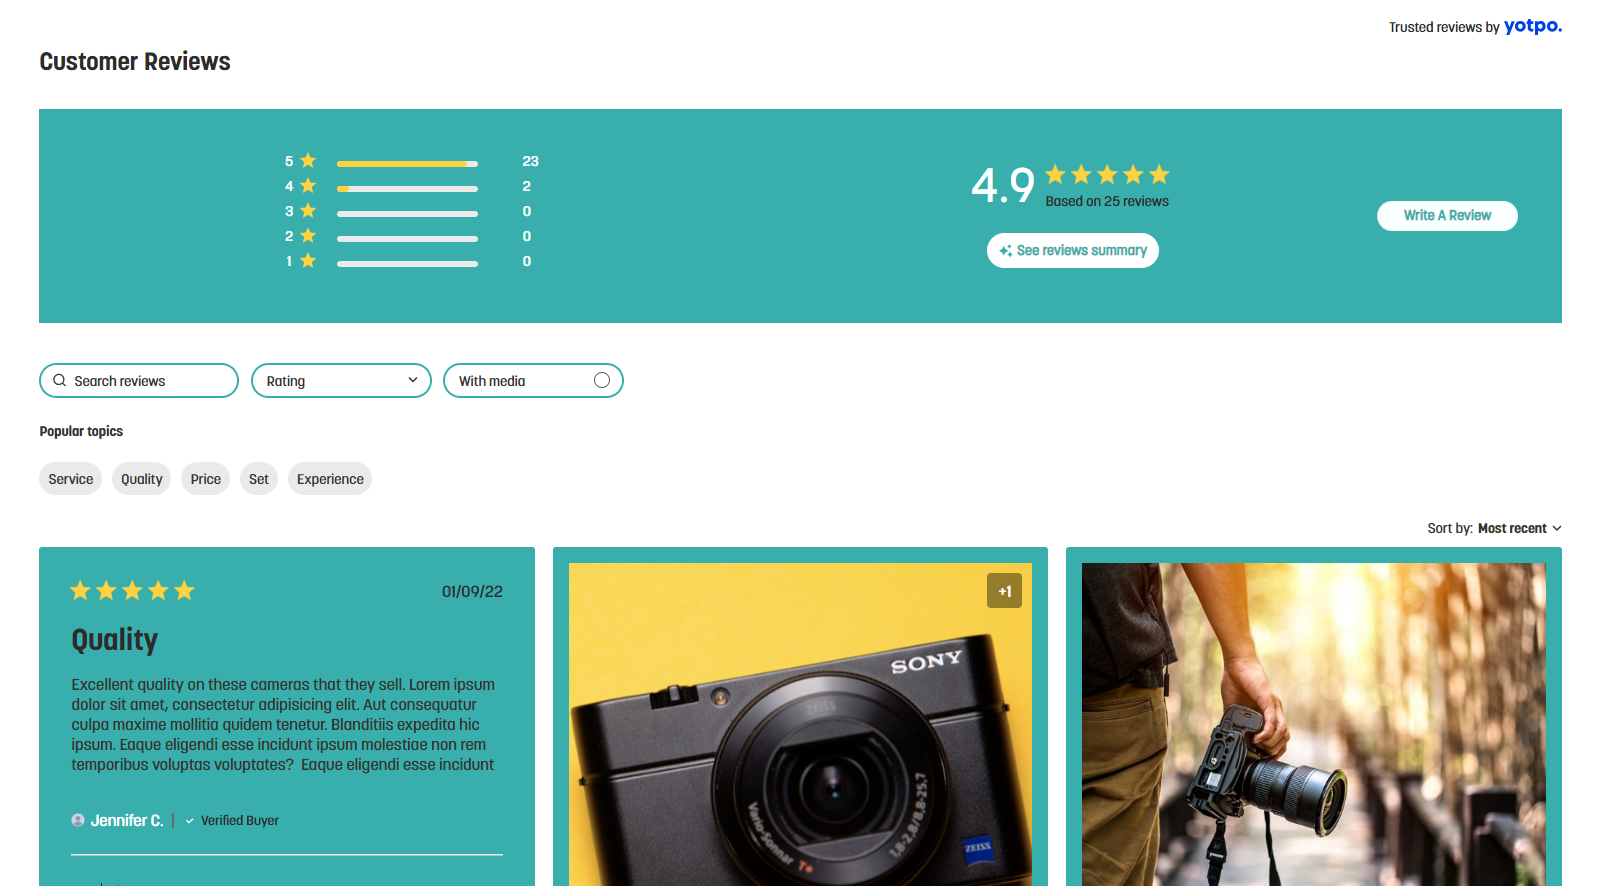 Trusted reviews by yotpo.
Customer Reviews
5 23
4 2
3 0
2 0
1 0
4.9
Based on 25 reviews
See reviews summary
Write A Review
Search reviews
Rating
With media
Popular topics
Service
Quality
Price
Set
Experience
Sort by: Most recent
01/09/22
Quality
Excellent quality on these cameras that they sell. Lorem ipsum
dolor sit amet, consectetur adipisicing elit. Aut consequatur
culpa maxime mollitia quidem tenetur. Blanditiis expedita hic
ipsum. Eaque eligendi esse incidunt ipsum molestiae non rem
temporibus voluptas voluptates?  Eaque eligendi esse incidunt
Jennifer C. | Verified Buyer
+1
SONY
ZEISS
Vario-Sonnar T*
1,8-2,8/8,8-25,7
ZEISS